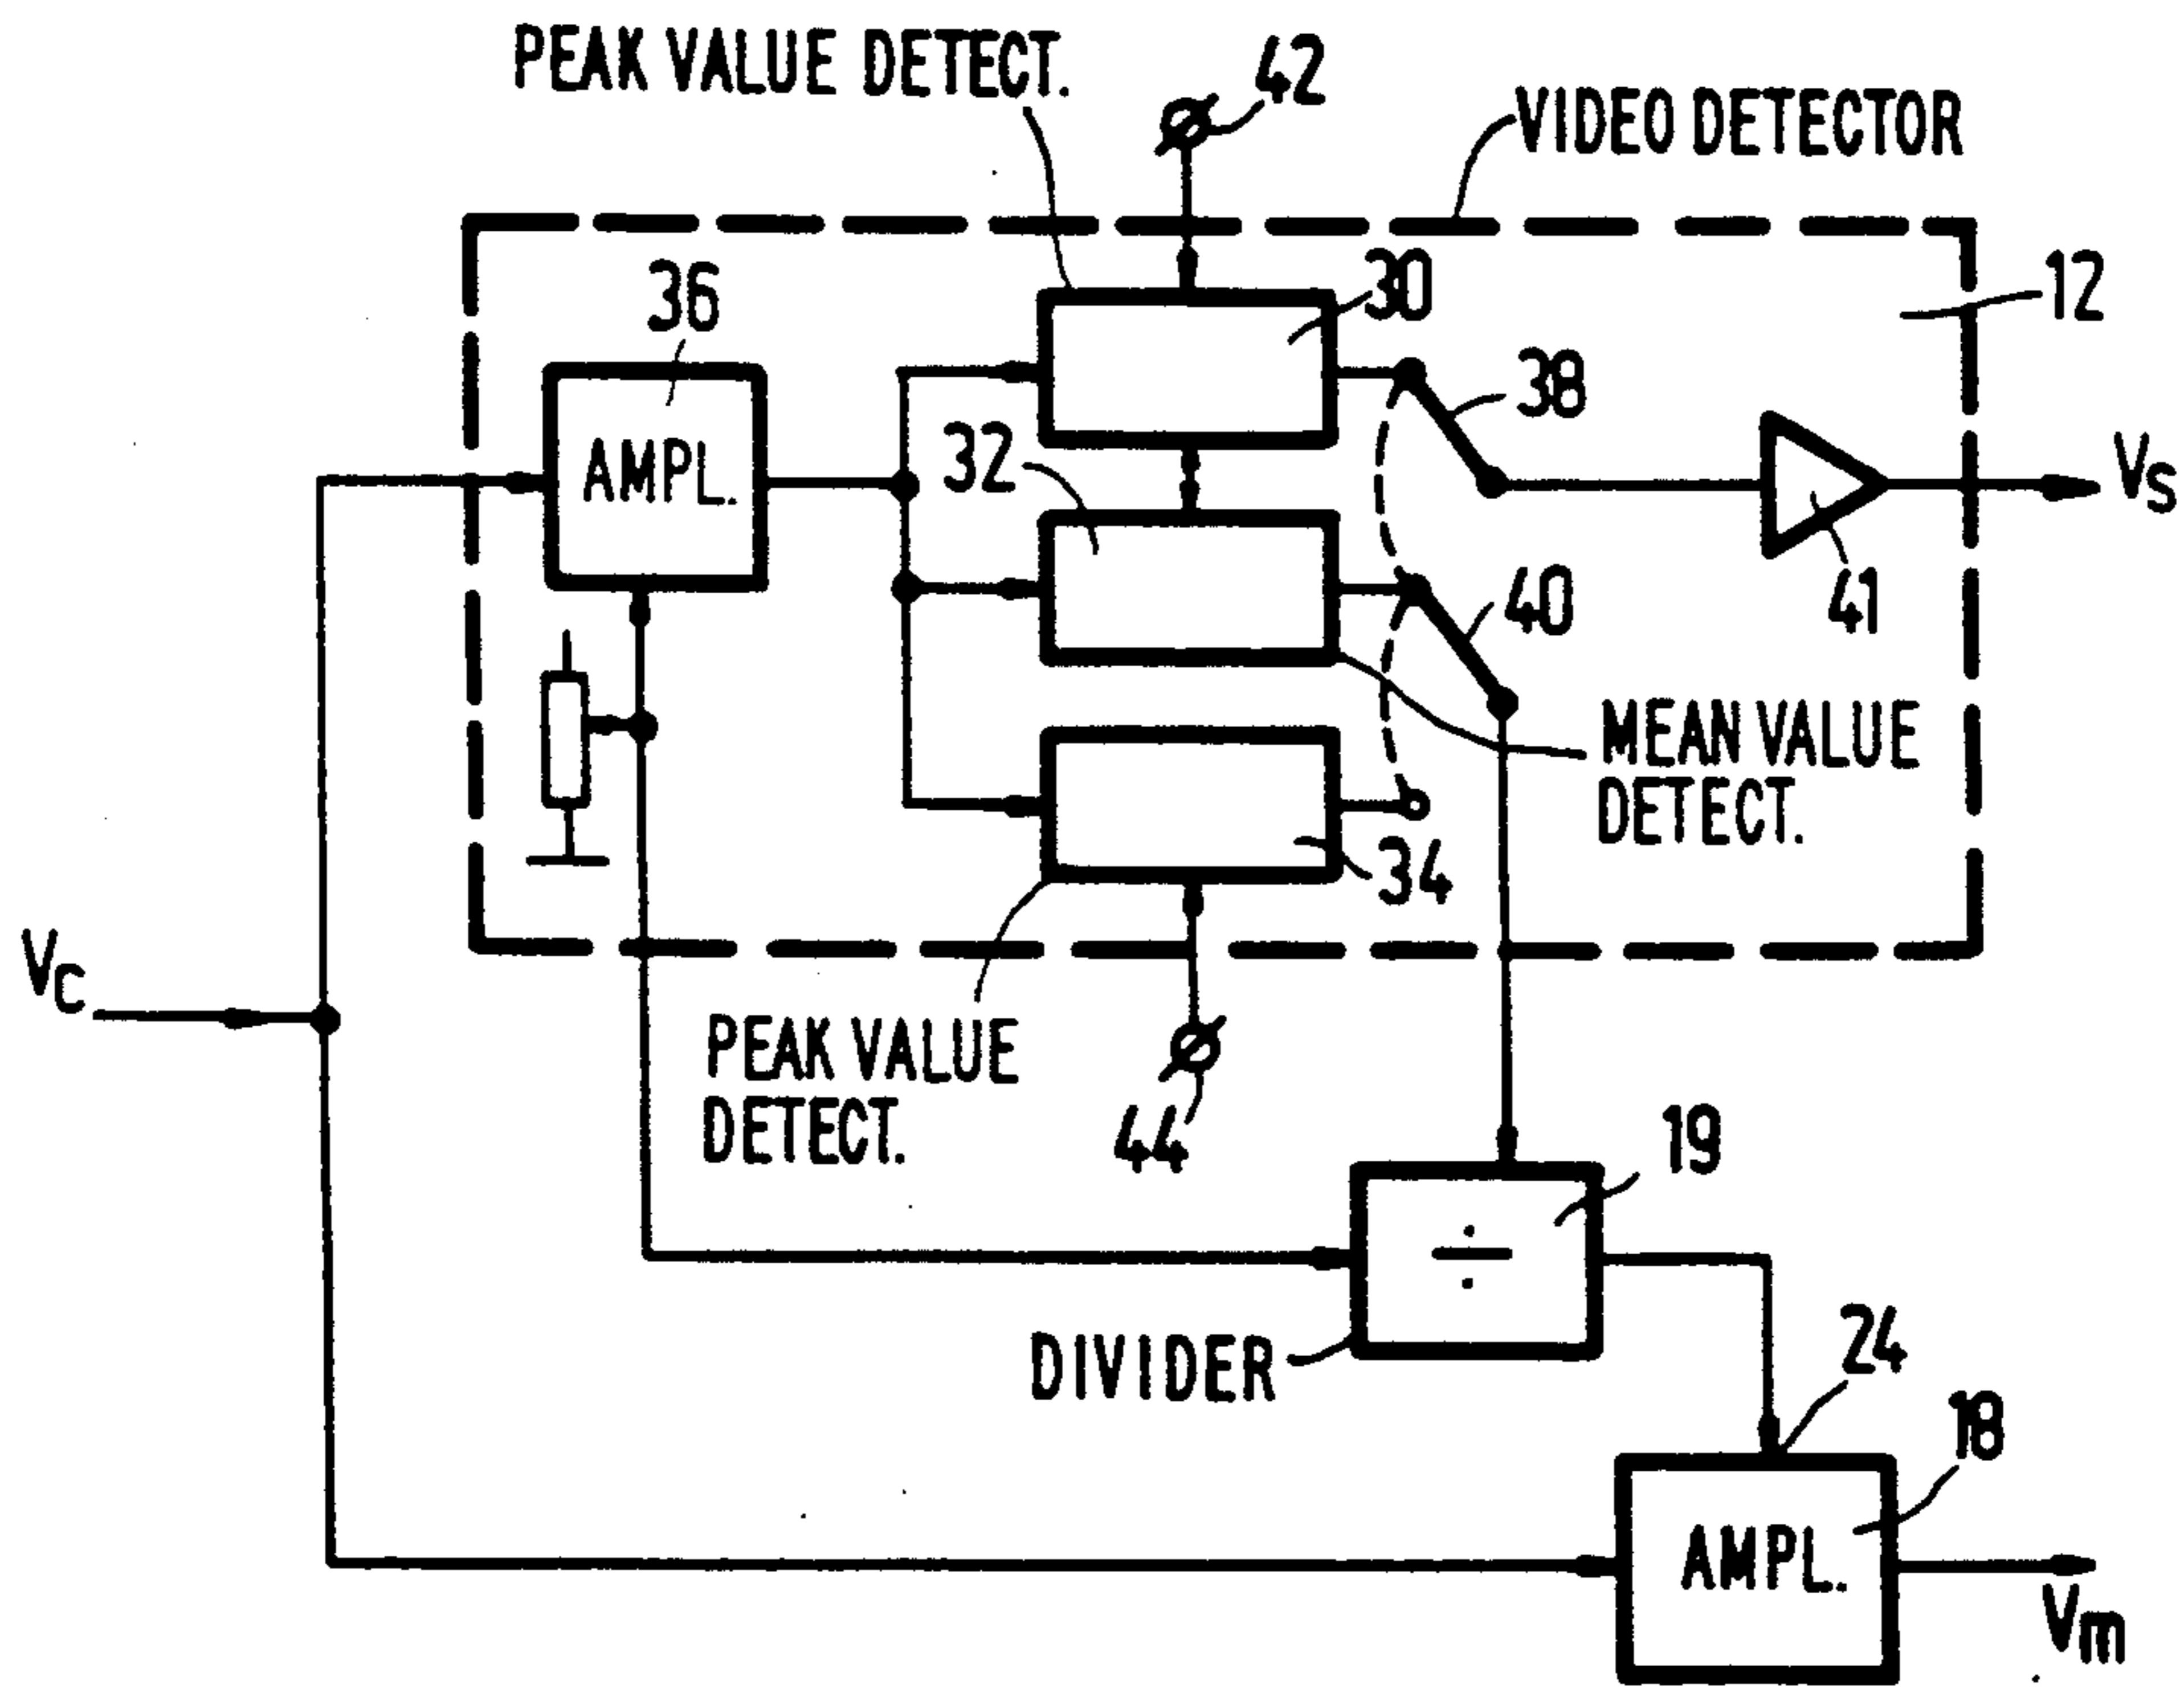 PEAK VALUE DETECT.
42
VIDEO DETECTOR
36
30
12
38
32
AMPL.
VS
41
40
MEAN VALUE
DETECT.
34
VC
PEAK VALUE
DETECT.
44
19
÷
DIVIDER
24
18
AMPL.
Vm